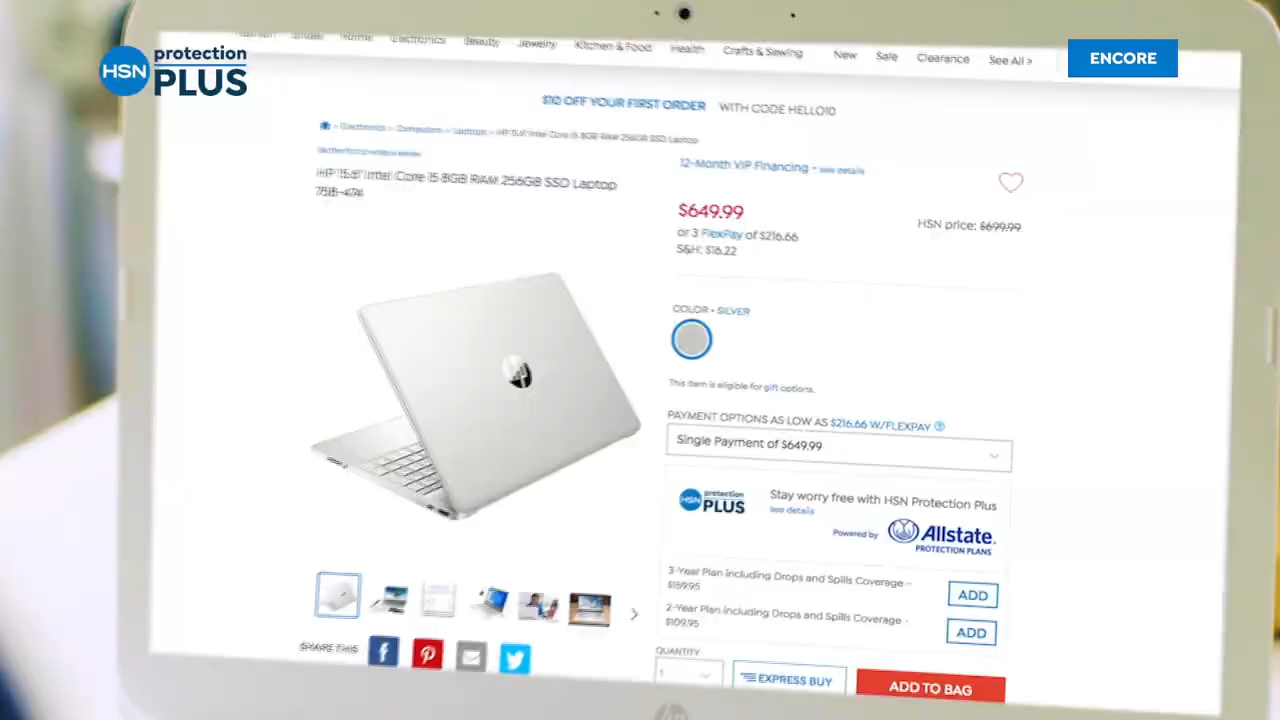 HSN protection PLUS
ENCORE
Fashion Shoes Home Electronics Beauty Jewelry Kitchen & Food Health Crafts & Sewing New Sale Clearance See All >
$10 OFF YOUR FIRST ORDER WITH CODE HELLO10
> Electronics > Computers > Laptops > HP 15.6" Intel Core i5 8GB RAM 256GB SSD Laptop
12-Month VIP Financing - see details
HP 15.6" Intel Core i5 8GB RAM 256GB SSD Laptop
$649.99
HSN price: $699.99
or 3 FlexPay of $216.66
S&H: $16.22
COLOR • SILVER
hp
This item is eligible for gift options.
PAYMENT OPTIONS AS LOW AS $216.66 W/FLEXPAY ?
Single Payment of $649.99
HSN protection PLUS
Stay worry free with HSN Protection Plus
see details
Powered by Allstate.
PROTECTION PLANS
3-Year Plan including Drops and Spills Coverage -
$159.95
ADD
2-Year Plan including Drops and Spills Coverage -
$109.95
ADD
SHARE THIS
QUANTITY
1
EXPRESS BUY
ADD TO BAG
hp